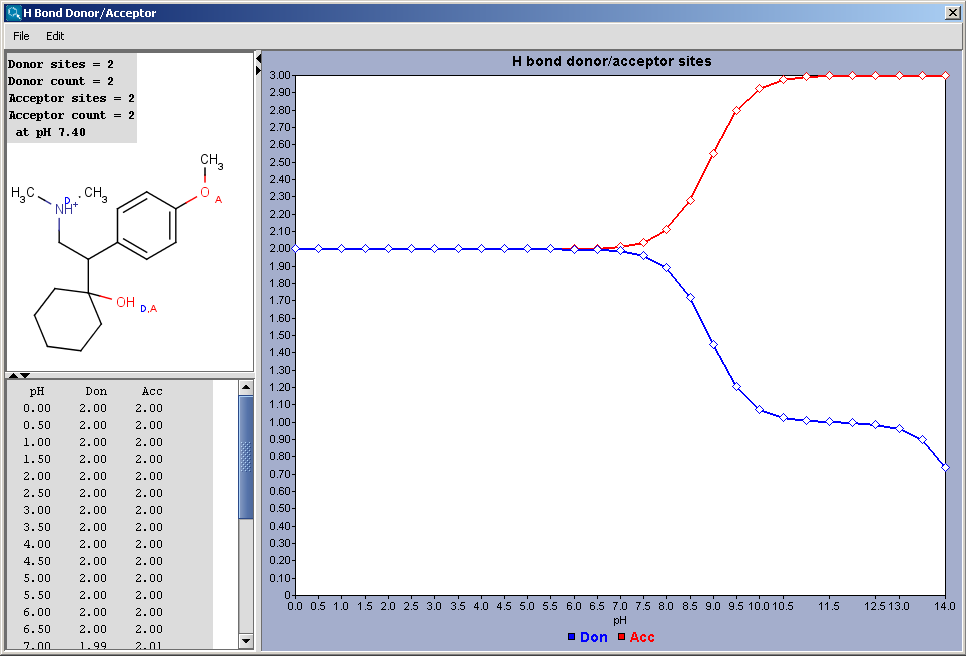 H Bond Donor/Acceptor
File Edit
Donor sites = 2
Donor count = 2
Acceptor sites = 2
Acceptor count = 2
at pH 7.40
CH3
H3C D CH3
NH+
O A
OH D,A
pH Don Acc
0.00 2.00 2.00
0.50 2.00 2.00
1.00 2.00 2.00
1.50 2.00 2.00
2.00 2.00 2.00
2.50 2.00 2.00
3.00 2.00 2.00
3.50 2.00 2.00
4.00 2.00 2.00
4.50 2.00 2.00
5.00 2.00 2.00
5.50 2.00 2.00
6.00 2.00 2.00
6.50 2.00 2.00
7.00 1.99 2.01
H bond donor/acceptor sites
3.00
2.90
2.80
2.70
2.60
2.50
2.40
2.30
2.20
2.10
2.00
1.90
1.80
1.70
1.60
1.50
1.40
1.30
1.20
1.10
1.00
0.90
0.80
0.70
0.60
0.50
0.40
0.30
0.20
0.10
0
0.0 0.5 1.0 1.5 2.0 2.5 3.0 3.5 4.0 4.5 5.0 5.5 6.0 6.5 7.0 7.5 8.0 8.5 9.0 9.5 10.0 10.5 11.5 12.5 13.0 14.0
pH
Don Acc